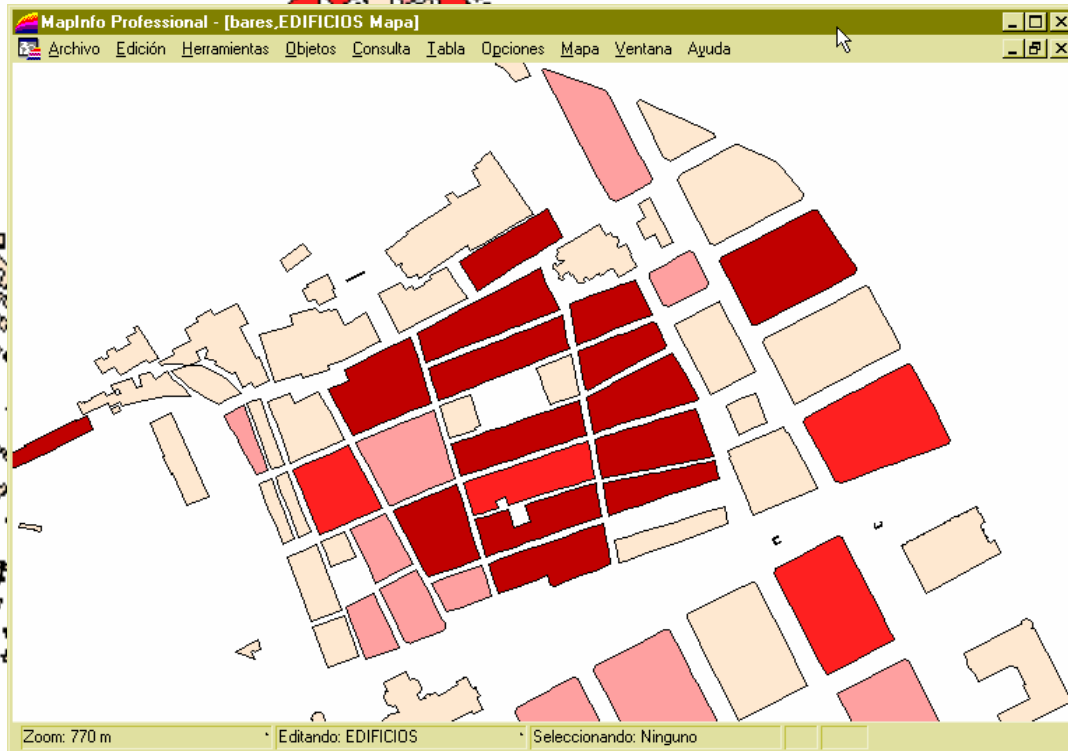 MapInfo Professional - [bares,EDIFICIOS Mapa]
Archivo Edición Herramientas Objetos Consulta Tabla Opciones Mapa Ventana Ayuda
Zoom: 770 m Editando: EDIFICIOS Seleccionando: Ninguno